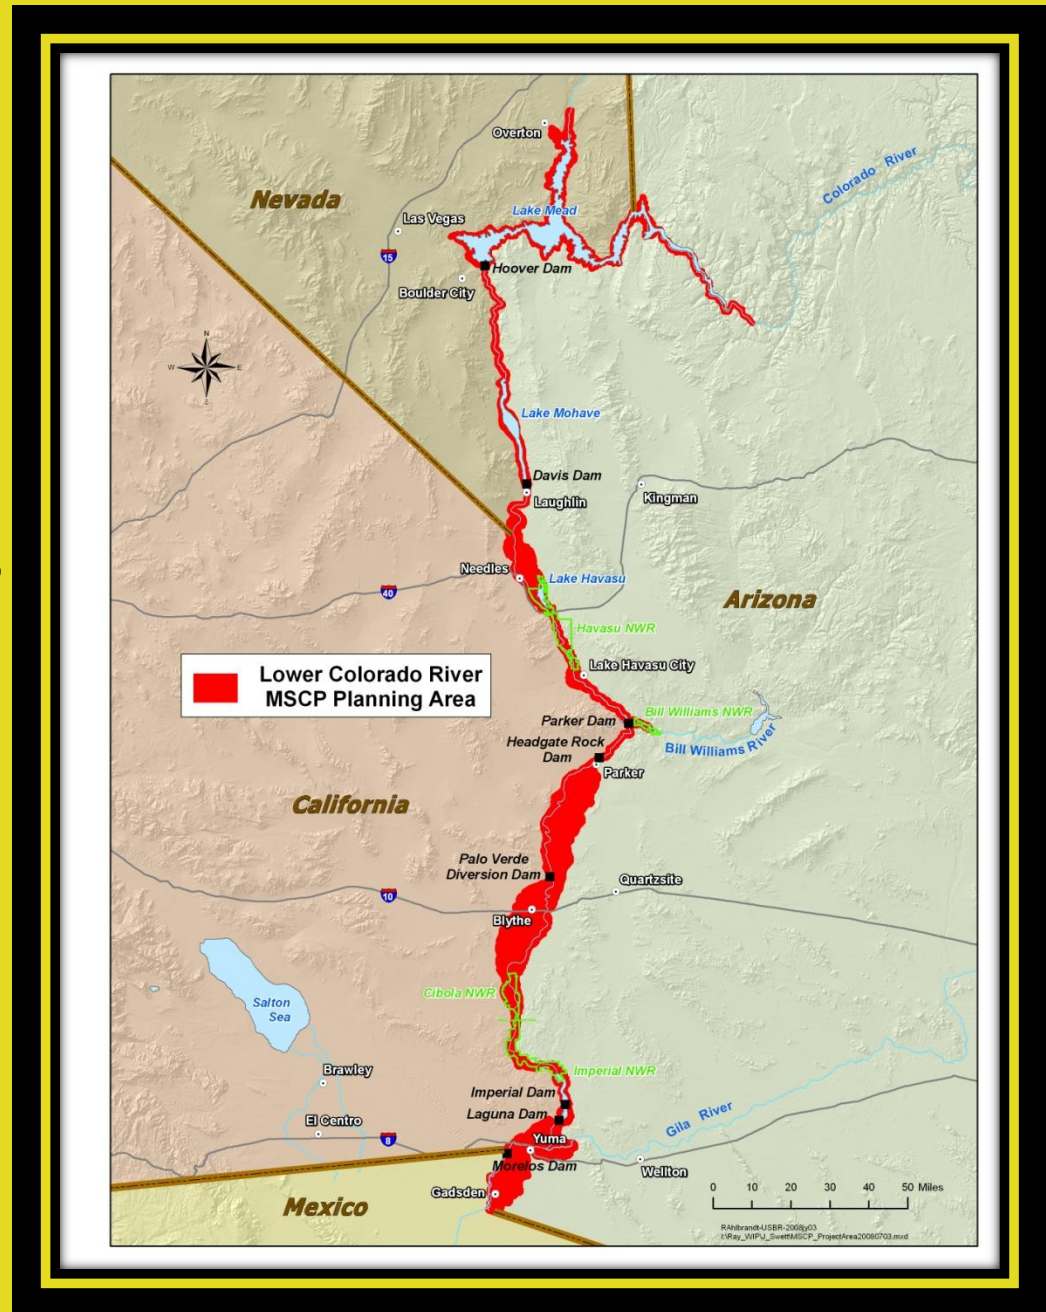 Overton
Colorado River
Nevada
Lake Mead
Las Vegas
15
Hoover Dam
Boulder City
N
W
E
S
Lake Mohave
Davis Dam
Laughlin
Kingman
Needles
Lake Havasu
40
Arizona
Havasu NWR
Lake Havasu City
Lower Colorado River
MSCP Planning Area
Bill Williams NWR
Parker Dam
Bill Williams River
Headgate Rock
Dam
Parker
California
Palo Verde
Diversion Dam
Quartzsite
10
Blythe
Cibola NWR
Salton
Sea
Imperial NWR
Brawley
Imperial Dam
Laguna Dam
El Centro
Gila River
8
Yuma
Morelos Dam
Wellton
Gadsden
Mexico
0 10 20 30 40 50 Miles
RAhlbrandt-USBR-2008jy03